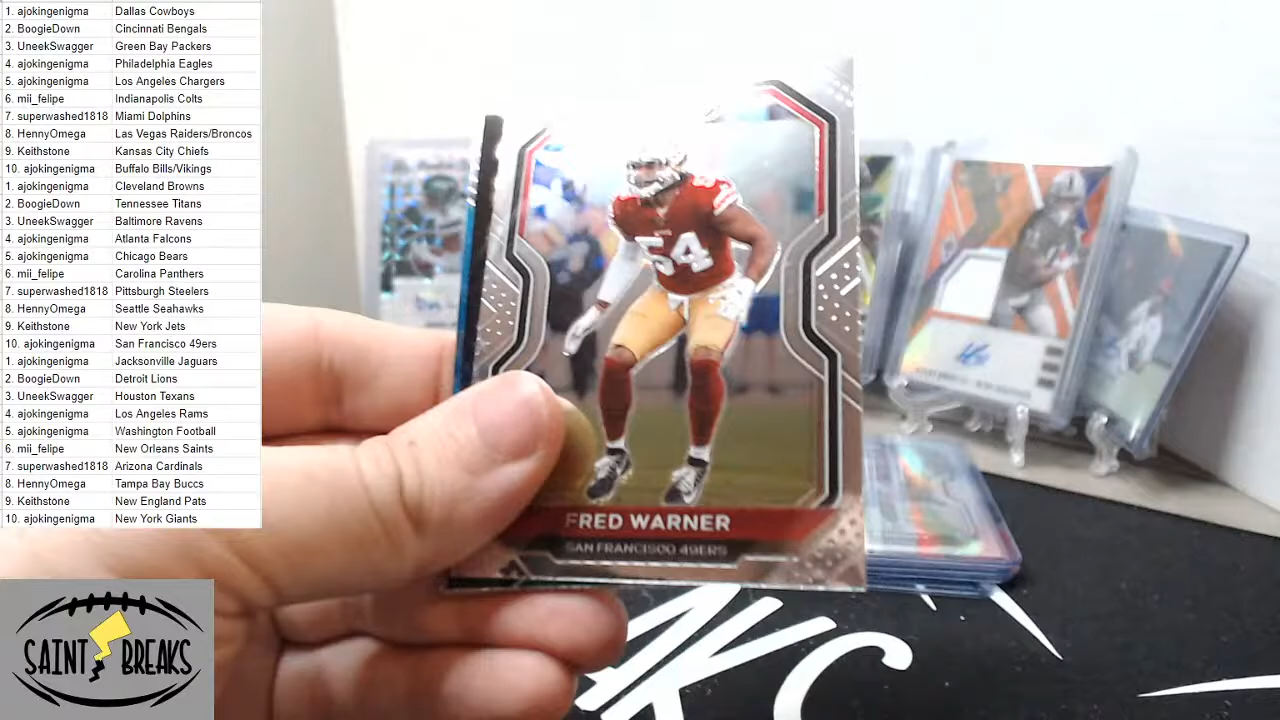 1. ajokingenigma Dallas Cowboys
2. BoogieDown Cincinnati Bengals
3. UneekSwagger Green Bay Packers
4. ajokingenigma Philadelphia Eagles
5. ajokingenigma Los Angeles Chargers
6. mii_felipe Indianapolis Colts
7. superwashed1818 Miami Dolphins
8. HennyOmega Las Vegas Raiders/Broncos
9. Keithstone Kansas City Chiefs
10. ajokingenigma Buffalo Bills/Vikings
1. ajokingenigma Cleveland Browns
2. BoogieDown Tennessee Titans
3. UneekSwagger Baltimore Ravens
4. ajokingenigma Atlanta Falcons
5. ajokingenigma Chicago Bears
6. mii_felipe Carolina Panthers
7. superwashed1818 Pittsburgh Steelers
8. HennyOmega Seattle Seahawks
9. Keithstone New York Jets
10. ajokingenigma San Francisco 49ers
1. ajokingenigma Jacksonville Jaguars
2. BoogieDown Detroit Lions
3. UneekSwagger Houston Texans
4. ajokingenigma Los Angeles Rams
5. ajokingenigma Washington Football
6. mii_felipe New Orleans Saints
7. superwashed1818 Arizona Cardinals
8. HennyOmega Tampa Bay Buccs
9. Keithstone New England Pats
10. ajokingenigma New York Giants
54
FRED WARNER
SAN FRANCISCO 49ERS
SAINT BREAKS